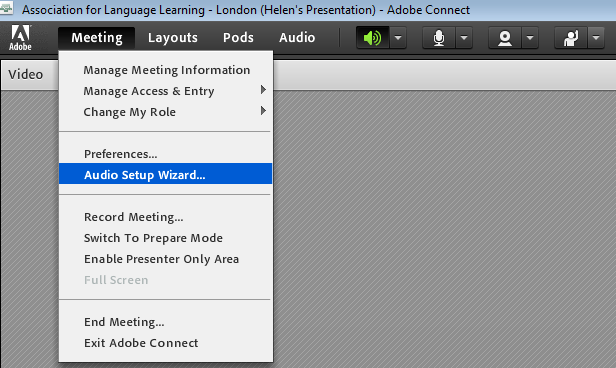 Association for Language Learning - London (Helen's Presentation) - Adobe Connect
Adobe Meeting Layouts Pods Audio
Video
Manage Meeting Information
Manage Access & Entry
Change My Role
Preferences...
Audio Setup Wizard...
Record Meeting...
Switch To Prepare Mode
Enable Presenter Only Area
Full Screen
End Meeting...
Exit Adobe Connect